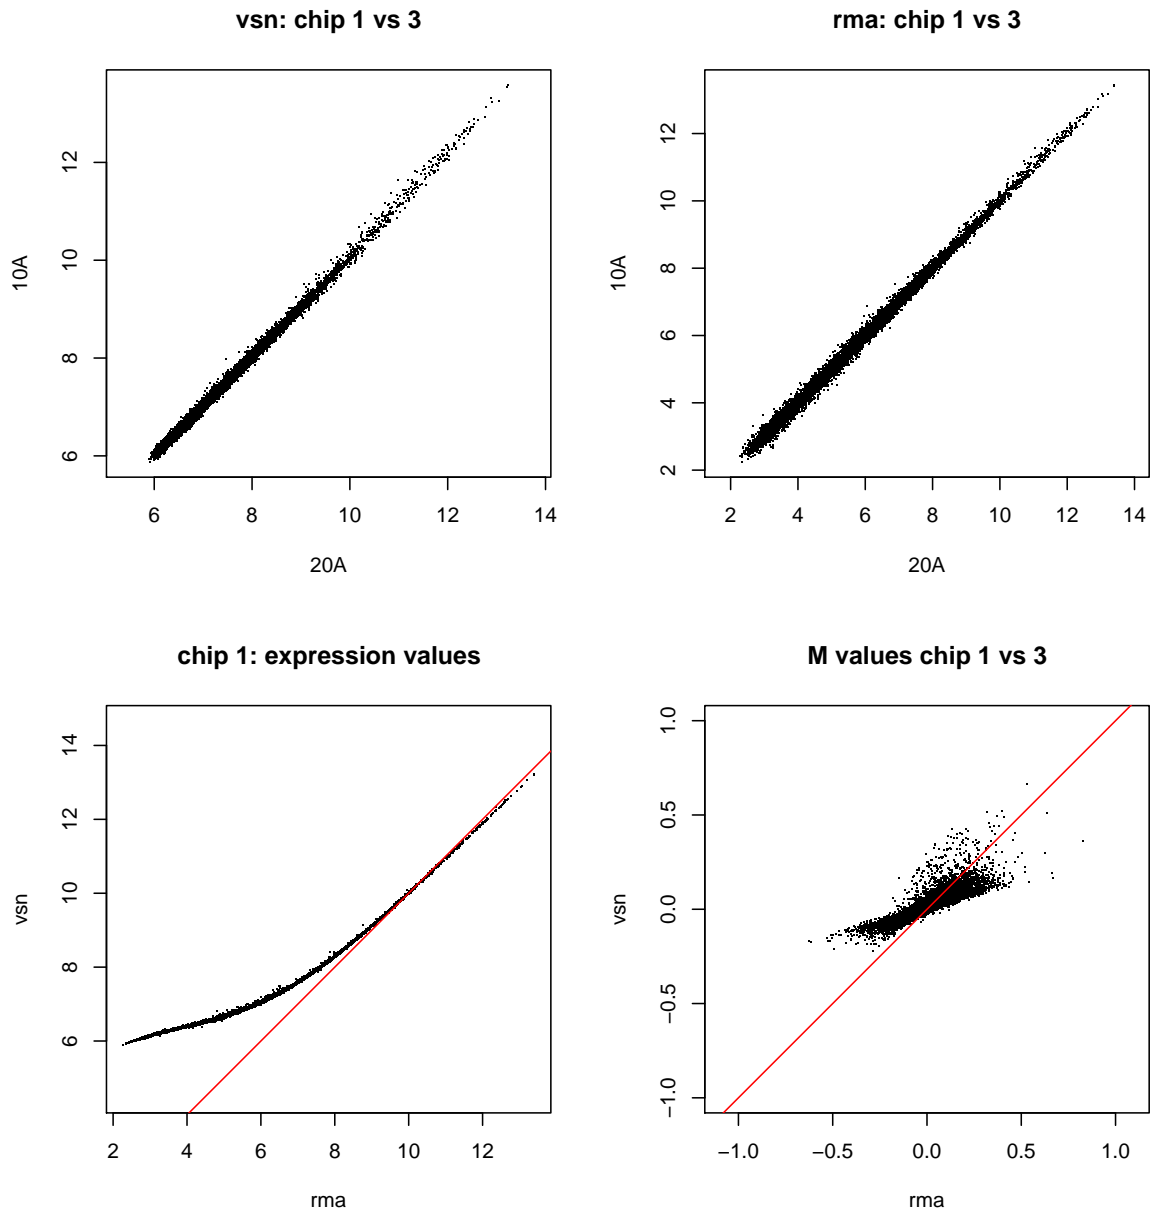 vsn: chip 1 vs 3
10A
12
10
8
6
6 8 10 12 14
20A
rma: chip 1 vs 3
10A
12
10
8
6
4
2
2 4 6 8 10 12 14
20A
chip 1: expression values
vsn
14
12
10
8
6
2 4 6 8 10 12
rma
M values chip 1 vs 3
vsn
1.0
0.5
0.0
−0.5
−1.0
−1.0 −0.5 0.0 0.5 1.0
rma